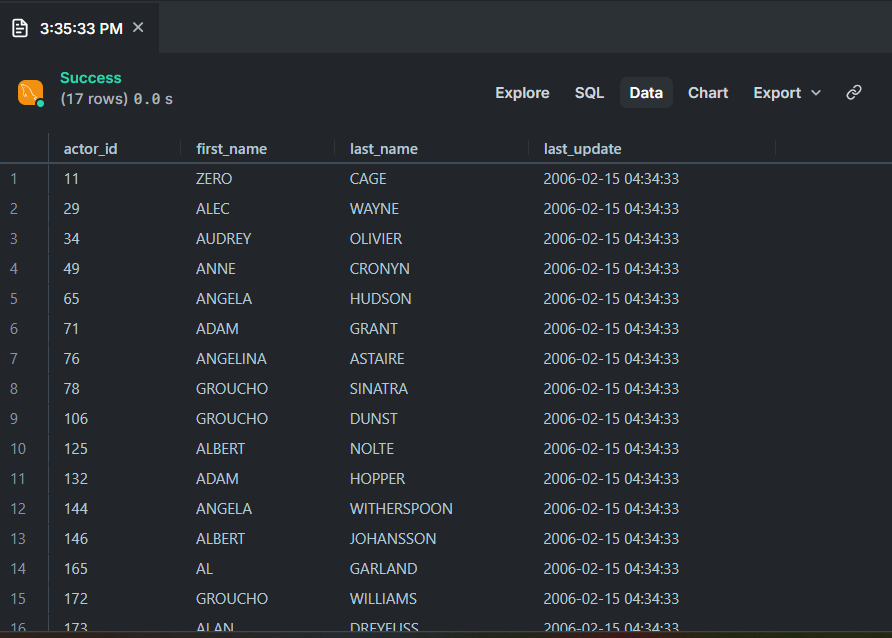 3:35:33 PM
Success
(17 rows) 0.0 s
Explore SQL Data Chart Export
actor_id first_name last_name last_update
1 11 ZERO CAGE 2006-02-15 04:34:33
2 29 ALEC WAYNE 2006-02-15 04:34:33
3 34 AUDREY OLIVIER 2006-02-15 04:34:33
4 49 ANNE CRONYN 2006-02-15 04:34:33
5 65 ANGELA HUDSON 2006-02-15 04:34:33
6 71 ADAM GRANT 2006-02-15 04:34:33
7 76 ANGELINA ASTAIRE 2006-02-15 04:34:33
8 78 GROUCHO SINATRA 2006-02-15 04:34:33
9 106 GROUCHO DUNST 2006-02-15 04:34:33
10 125 ALBERT NOLTE 2006-02-15 04:34:33
11 132 ADAM HOPPER 2006-02-15 04:34:33
12 144 ANGELA WITHERSPOON 2006-02-15 04:34:33
13 146 ALBERT JOHANSSON 2006-02-15 04:34:33
14 165 AL GARLAND 2006-02-15 04:34:33
15 172 GROUCHO WILLIAMS 2006-02-15 04:34:33
16 173 ALAN DREYFUSS 2006-02-15 04:34:33